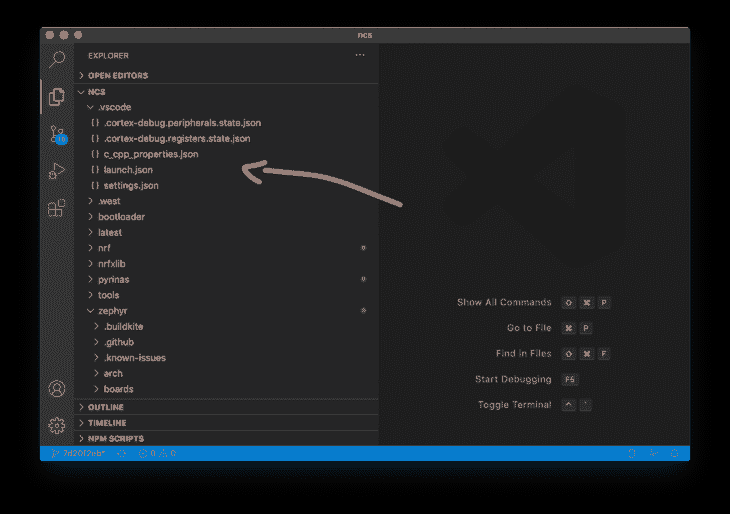 ncs
EXPLORER
OPEN EDITORS
NCS
.vscode
.cortex-debug.peripherals.state.json
.cortex-debug.registers.state.json
c_cpp_properties.json
launch.json
settings.json
.west
bootloader
latest
nrf
nrfxlib
pyrinas
tools
zephyr
.buildkite
.github
.known-issues
arch
boards
OUTLINE
TIMELINE
NPM SCRIPTS
Show All Commands ⇧ ⌘ P
Go to File ⌘ P
Find in Files ⇧ ⌘ F
Start Debugging F5
Toggle Terminal ^ `
0 0